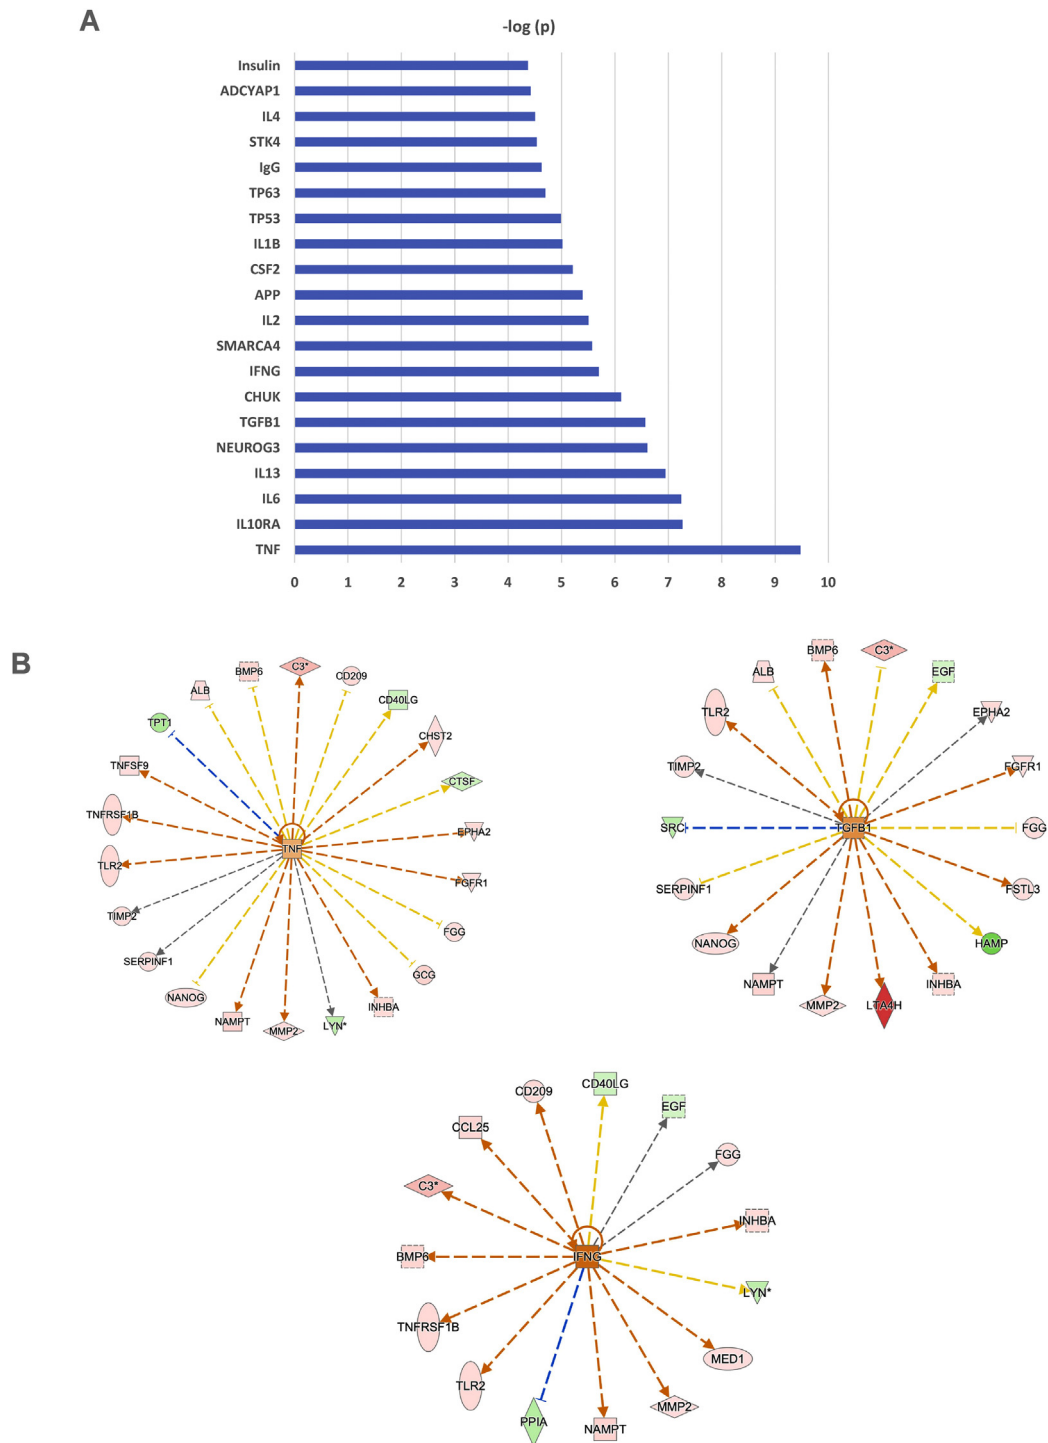 A
-log (p)
Insulin
ADCYAP1
IL4
STK4
IgG
TP63
TP53
IL1B
CSF2
APP
IL2
SMARCA4
IFNG
CHUK
TGFB1
NEUROG3
IL13
IL6
IL10RA
TNF
0 1 2 3 4 5 6 7 8 9 10
B
C3*
BMP6
CD209
ALB
CD40LG
TPT1
CHST2
TNFSF9
CTSF
TNFRSF1B
EPHA2
TNF
TLR2
FGFR1
TIMP2
FGG
SERPINF1
GCG
NANOG
INHBA
NAMPT
MMP2
LYN*
BMP6
C3*
ALB
EGF
TLR2
EPHA2
TIMP2
FGFR1
SRC
TGFB1
FGG
SERPINF1
FSTL3
NANOG
HAMP
NAMPT
INHBA
MMP2
LTA4H
CD40LG
CD209
EGF
CCL25
FGG
C3*
INHBA
BMP6
IFNG
LYN*
TNFRSF1B
MED1
TLR2
MMP2
PPIA
NAMPT